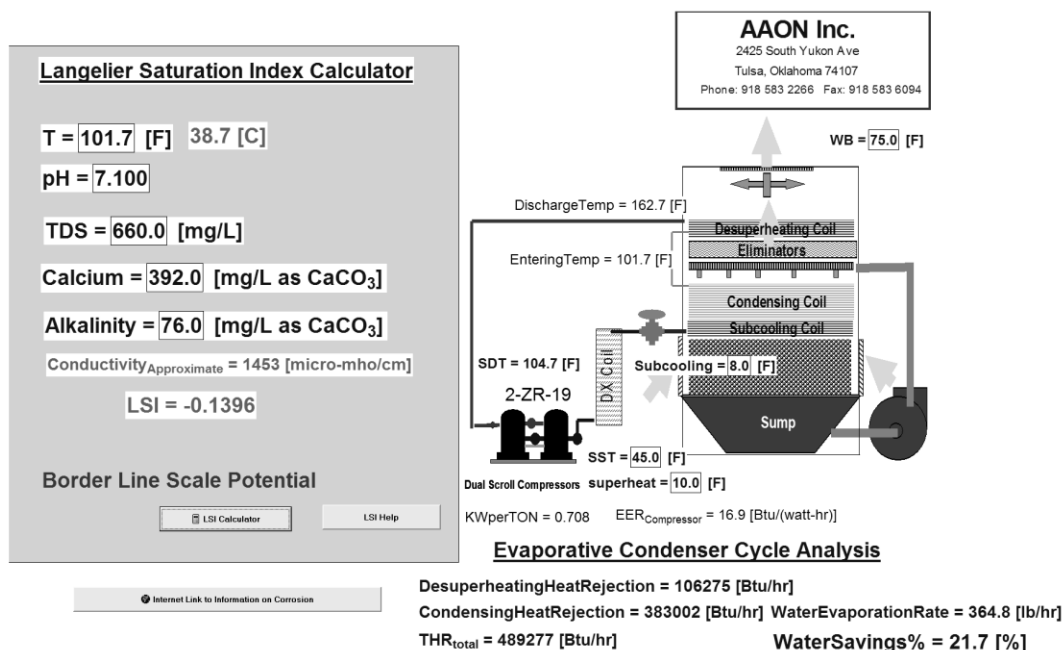 AAON Inc.
2425 South Yukon Ave
Tulsa, Oklahoma 74107
Phone: 918 583 2266 Fax: 918 583 6094
Langelier Saturation Index Calculator
T = 101.7 [F] 38.7 [C]
pH = 7.100
TDS = 660.0 [mg/L]
Calcium = 392.0 [mg/L as CaCO3]
Alkalinity = 76.0 [mg/L as CaCO3]
ConductivityApproximate = 1453 [micro-mho/cm]
LSI = -0.1396
Border Line Scale Potential
LSI Calculator
LSI Help
Internet Link to Information on Corrosion
WB = 75.0 [F]
DischargeTemp = 162.7 [F]
Desuperheating Coil
Eliminators
EnteringTemp = 101.7 [F]
Condensing Coil
Subcooling Coil
DX Coil
SDT = 104.7 [F]
Subcooling = 8.0 [F]
2-ZR-19
Sump
SST = 45.0 [F]
Dual Scroll Compressors superheat = 10.0 [F]
KWperTON = 0.708 EERCompressor = 16.9 [Btu/(watt-hr)]
Evaporative Condenser Cycle Analysis
DesuperheatingHeatRejection = 106275 [Btu/hr]
CondensingHeatRejection = 383002 [Btu/hr] WaterEvaporationRate = 364.8 [lb/hr]
THRtotal = 489277 [Btu/hr] WaterSavings% = 21.7 [%]